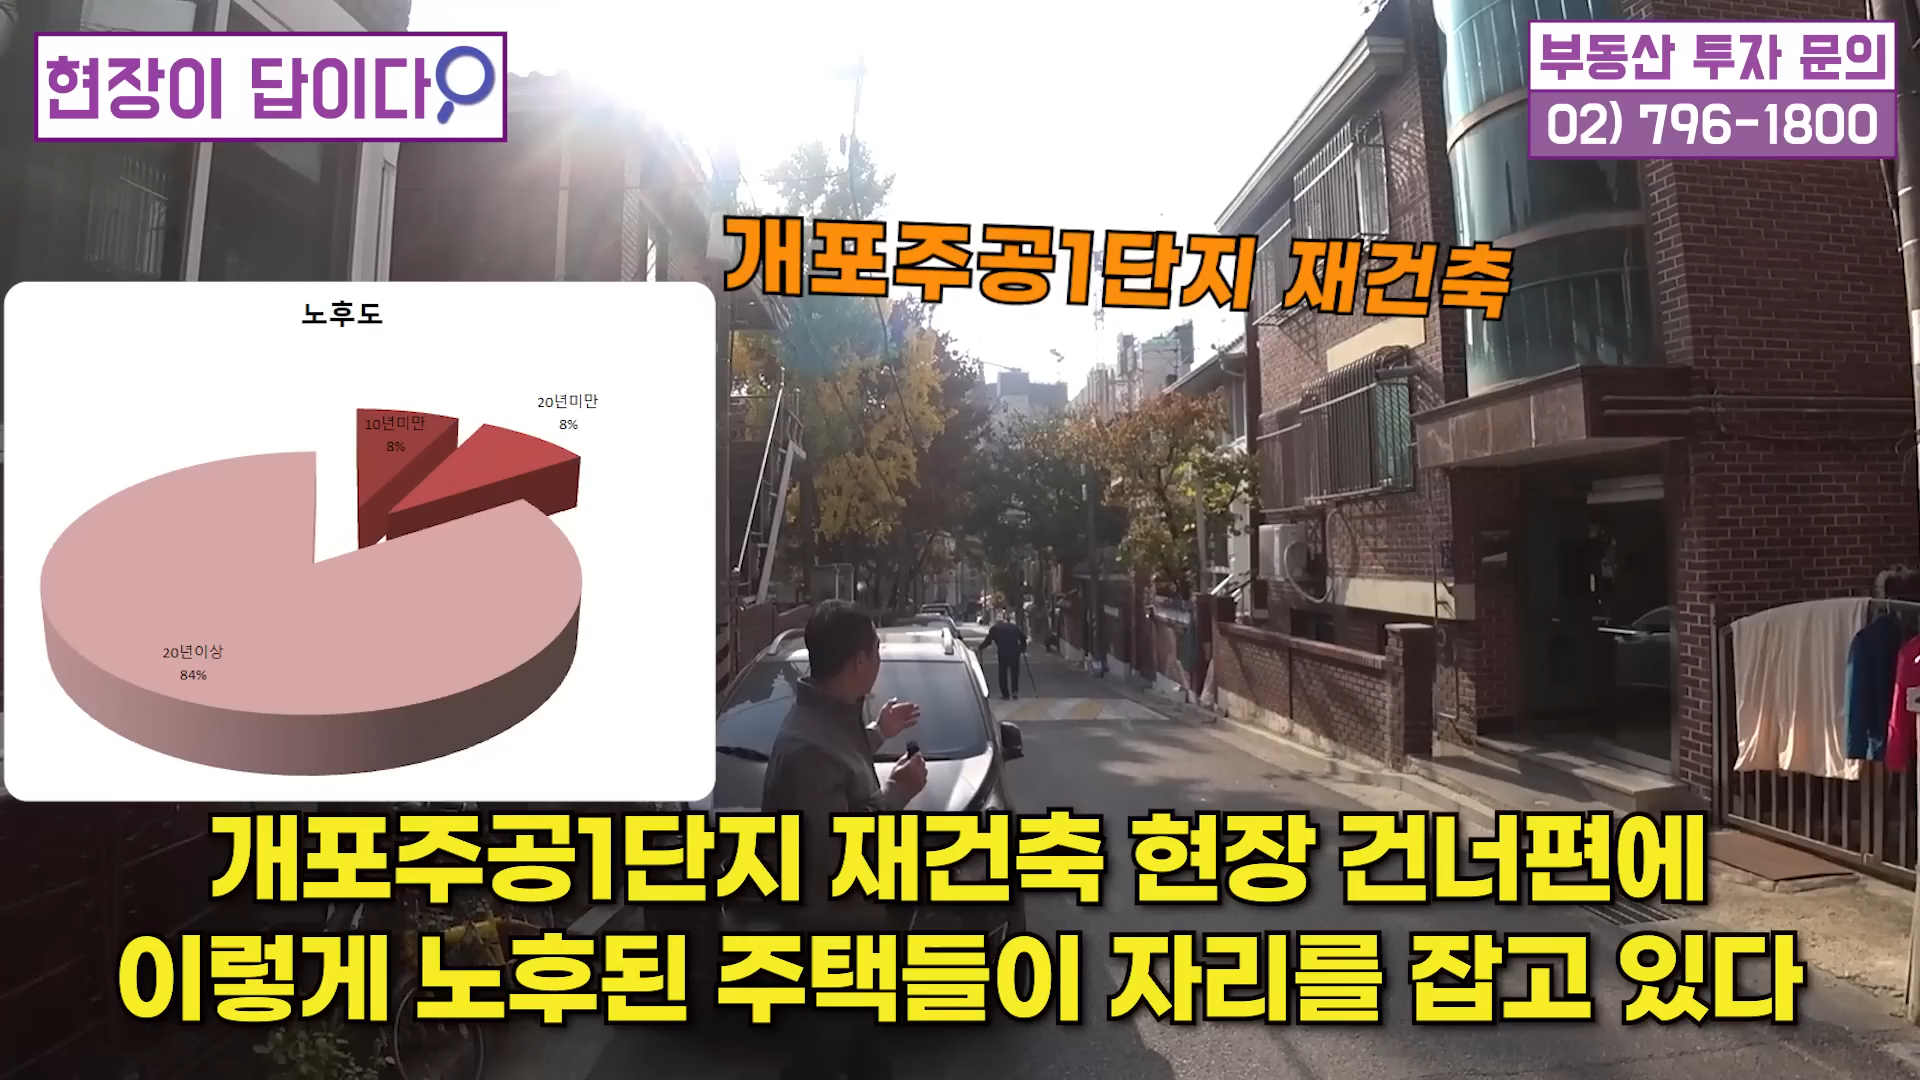 현장이 답이다
부동산 투자 문의
02) 796-1800
개포주공1단지 재건축
노후도
10년미만
8%
20년미만
8%
20년이상
84%
개포주공1단지 재건축 현장 건너편에
이렇게 노후된 주택들이 자리를 잡고 있다